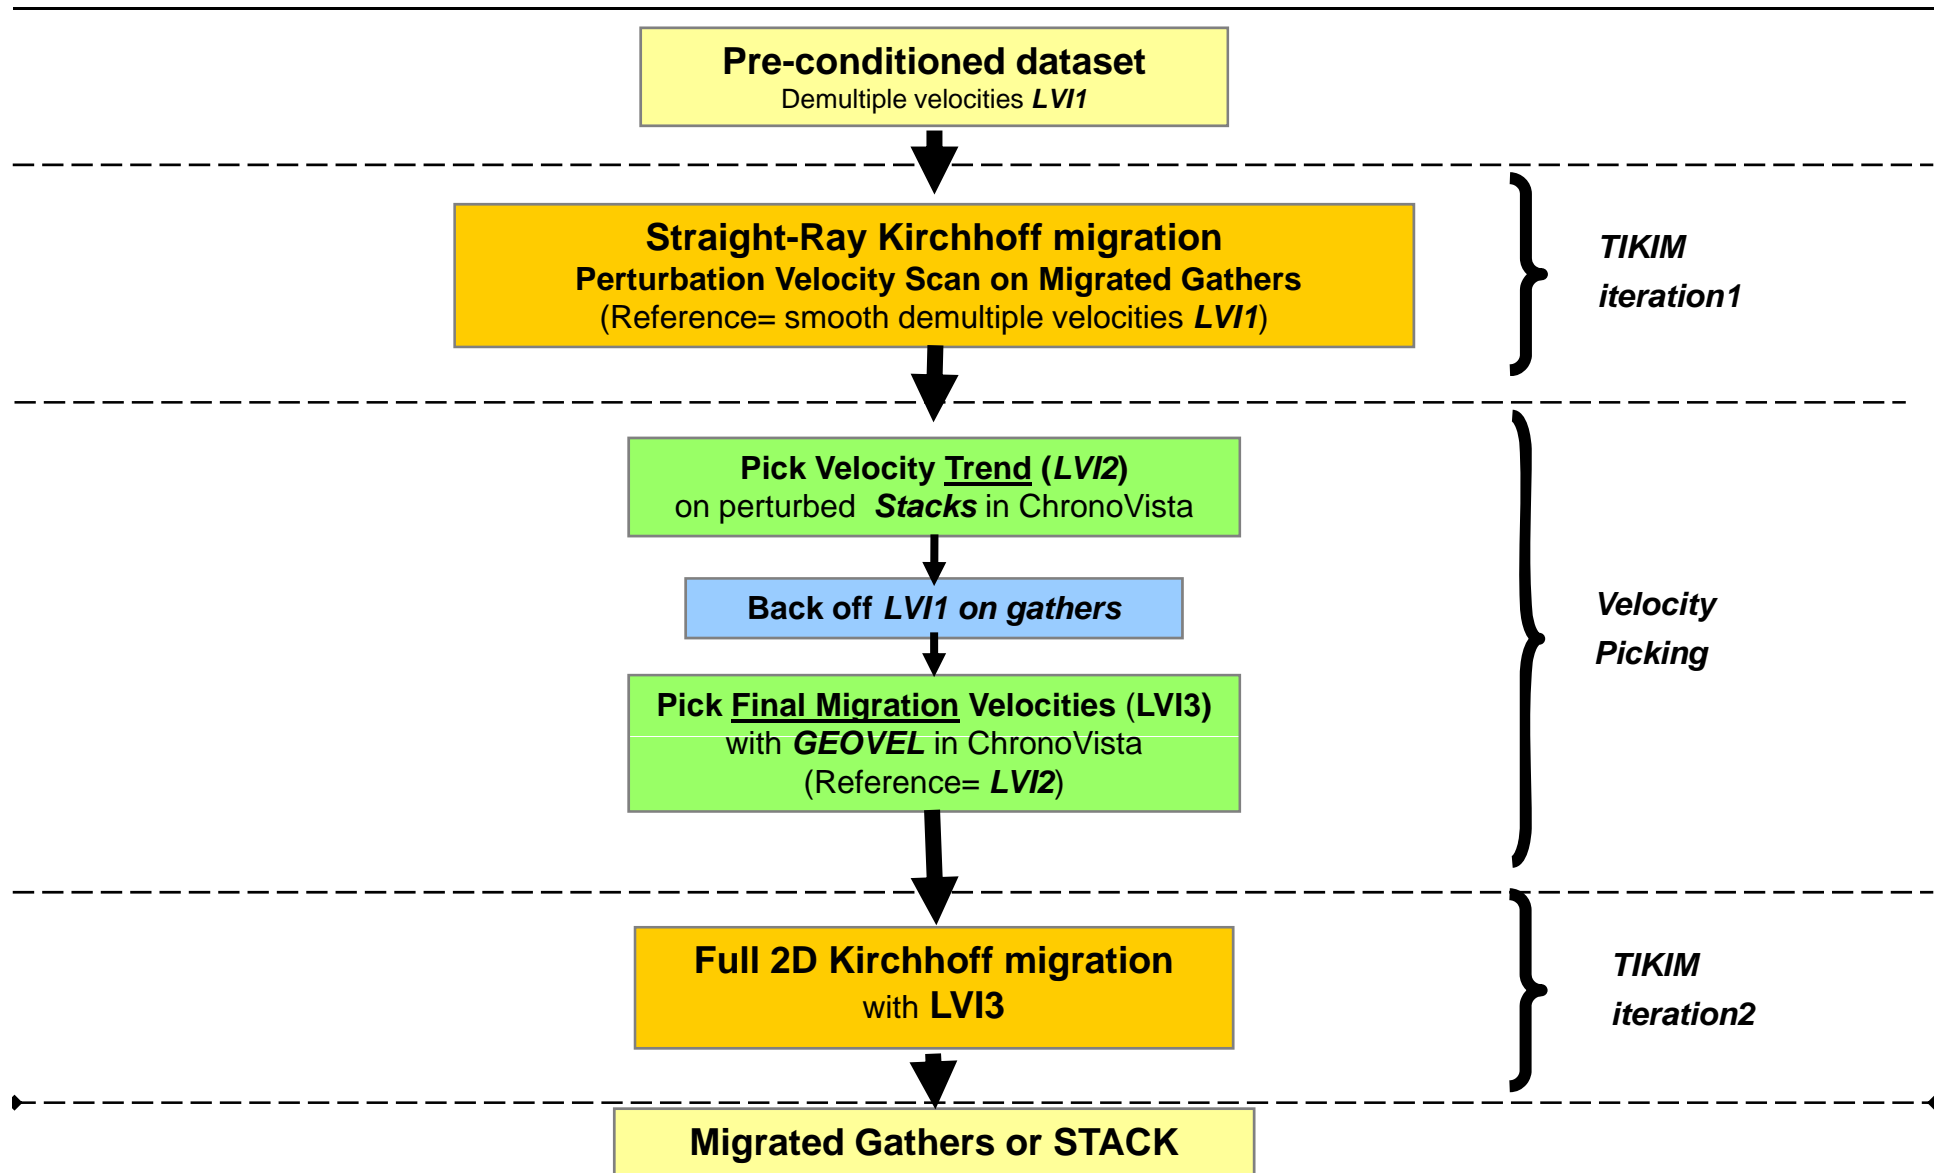 Pre-conditioned dataset
Demultiple velocities LVI1
Straight-Ray Kirchhoff migration
Perturbation Velocity Scan on Migrated Gathers
(Reference= smooth demultiple velocities LVI1)
TIKIM
iteration1
Pick Velocity Trend (LVI2)
on perturbed Stacks in ChronoVista
Back off LVI1 on gathers
Pick Final Migration Velocities (LVI3)
with GEOVEL in ChronoVista
(Reference= LVI2)
Velocity
Picking
Full 2D Kirchhoff migration
with LVI3
TIKIM
iteration2
Migrated Gathers or STACK